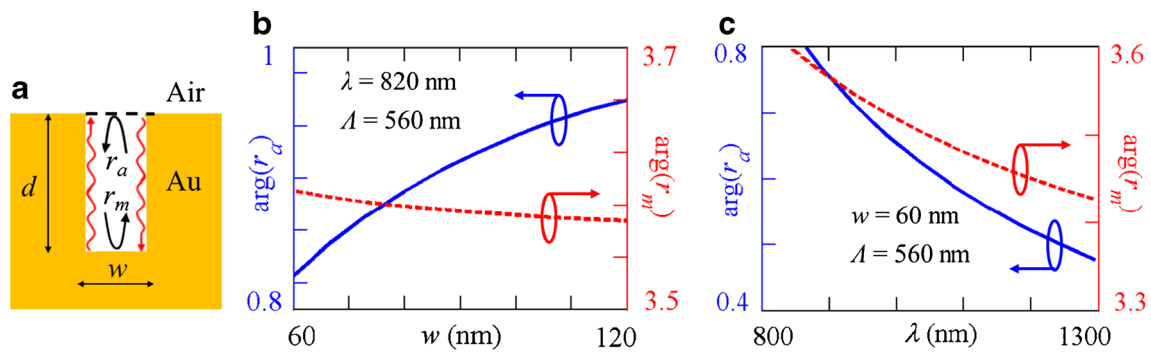 a
Air
d
r_a
r_m
Au
w
b
1
0.8
arg(r_a)
λ = 820 nm
Λ = 560 nm
3.7
3.5
arg(r_m)
60
w (nm)
120
c
0.8
0.4
arg(r_a)
w = 60 nm
Λ = 560 nm
3.6
3.3
arg(r_m)
800
λ (nm)
1300